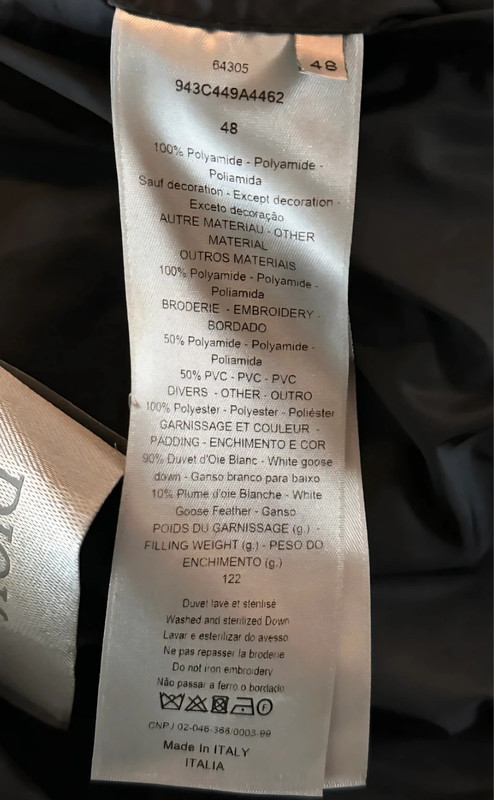 48
64305
943C449A4462
48
100% Polyamide - Polyamide -
Poliamida
Sauf decoration - Except decoration -
Exceto decoração
AUTRE MATERIAU - OTHER
MATERIAL
OUTROS MATERIAIS
100% Polyamide - Polyamide -
Poliamida
BRODERIE - EMBROIDERY -
BORDADO
50% Polyamide - Polyamide -
Poliamida
50% PVC - PVC - PVC
DIVERS - OTHER - OUTRO
100% Polyester - Polyester - Poliéster
GARNISSAGE ET COULEUR -
PADDING - ENCHIMENTO E COR
90% Duvet d'Oie Blanc - White goose
down - Ganso branco para baixo
10% Plume d'oie Blanche - White
Goose Feather - Ganso
POIDS DU GARNISSAGE (g.) -
FILLING WEIGHT (g.) - PESO DO
ENCHIMENTO (g.)
122
Duvet lavé et stérilisé
Washed and sterilized Down
Lavar e esterilizar do avesso
Ne pas repasser la broderie
Do not iron embroidery
Não passar a ferro o bordado
CNPJ 02-046-366/0003-99
Made In ITALY
ITALIA
Dior